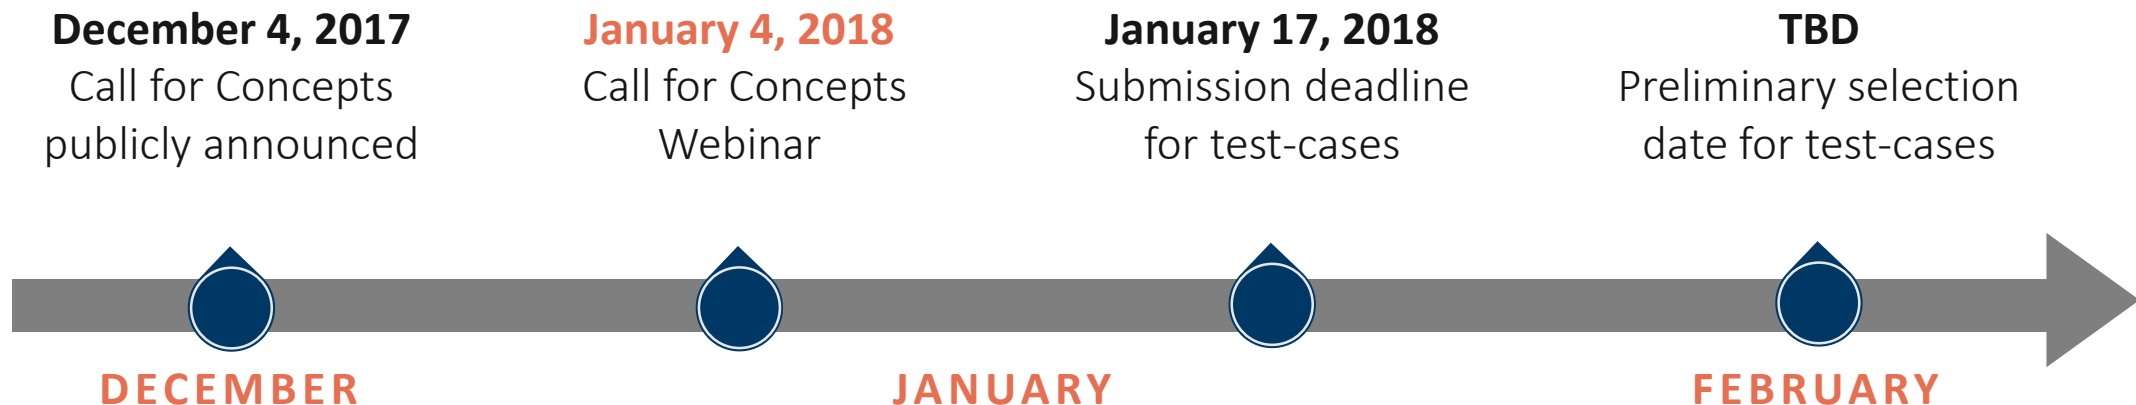 December 4, 2017
Call for Concepts
publicly announced
January 4, 2018
Call for Concepts
Webinar
January 17, 2018
Submission deadline
for test-cases
TBD
Preliminary selection
date for test-cases
DECEMBER
JANUARY
FEBRUARY